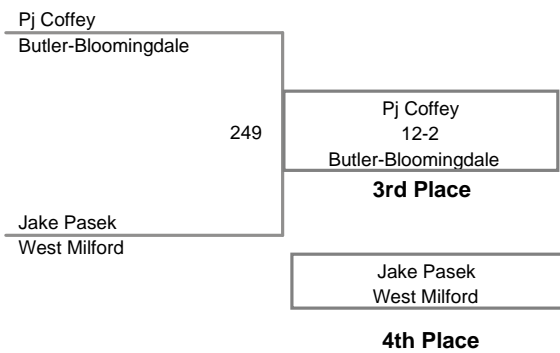 Pj Coffey
Butler-Bloomingdale
249
Pj Coffey
12-2
Butler-Bloomingdale
3rd Place
Jake Pasek
West Milford
Jake Pasek
West Milford
4th Place